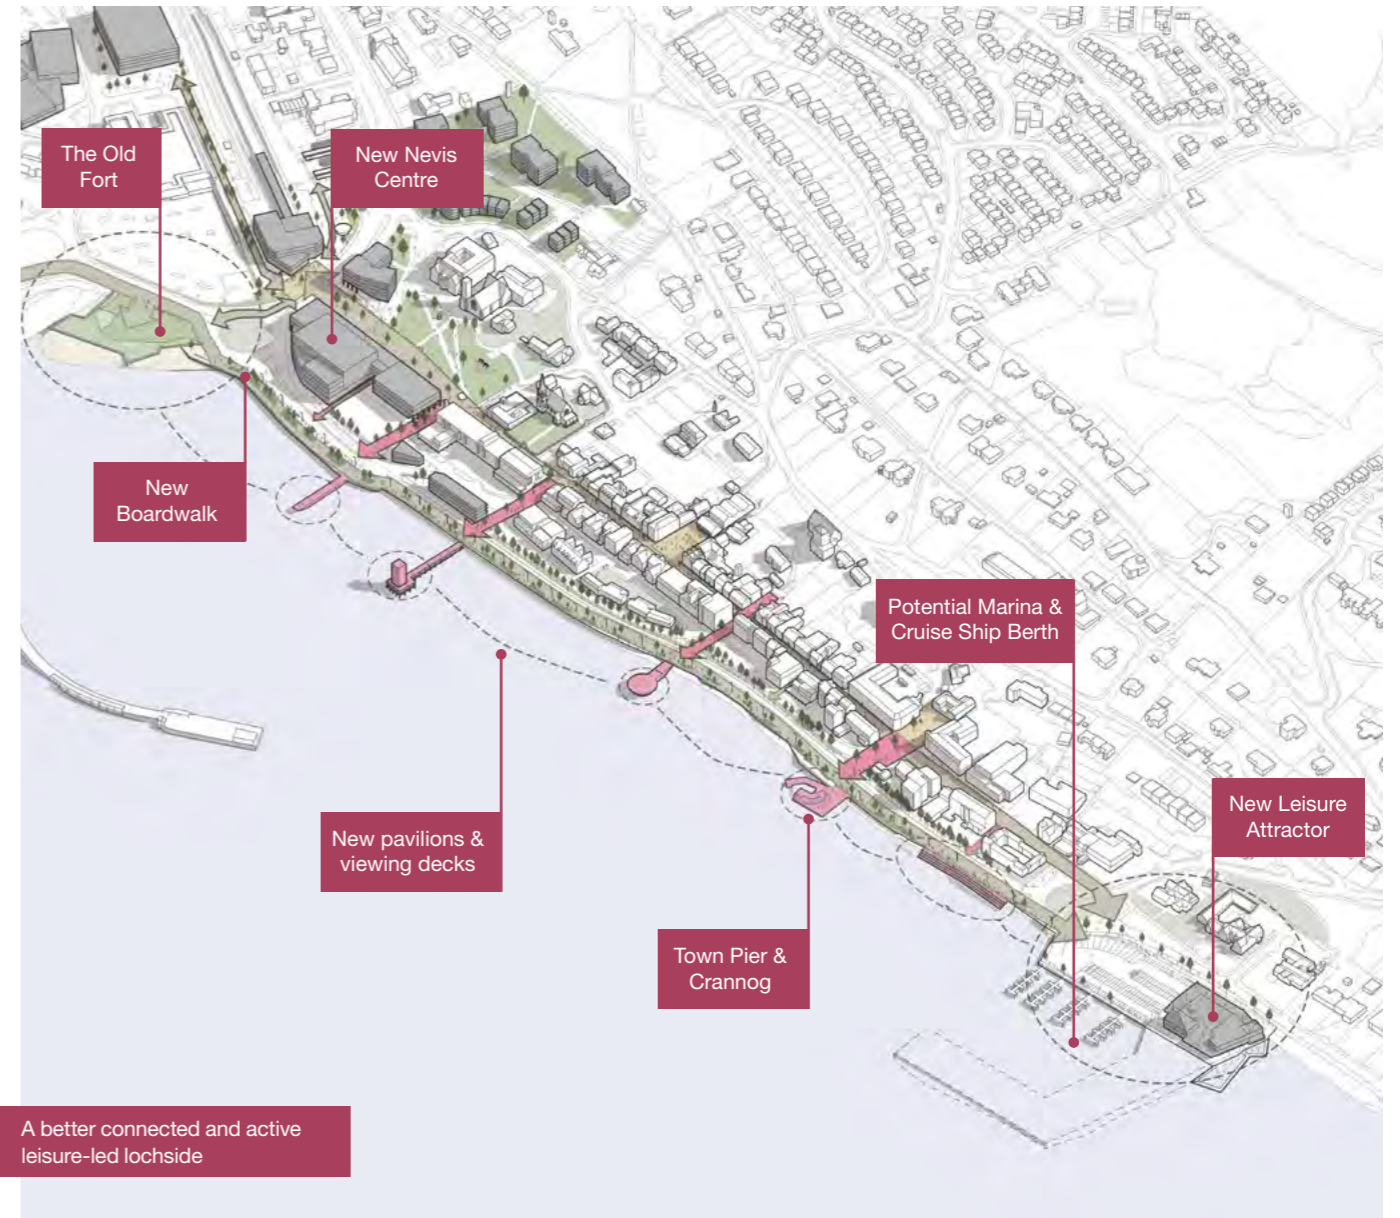 The Old
Fort
New Nevis
Centre
New
Boardwalk
Potential Marina &
Cruise Ship Berth
New Leisure
Attractor
New pavilions &
viewing decks
Town Pier &
Crannog
A better connected and active
leisure-led lochside